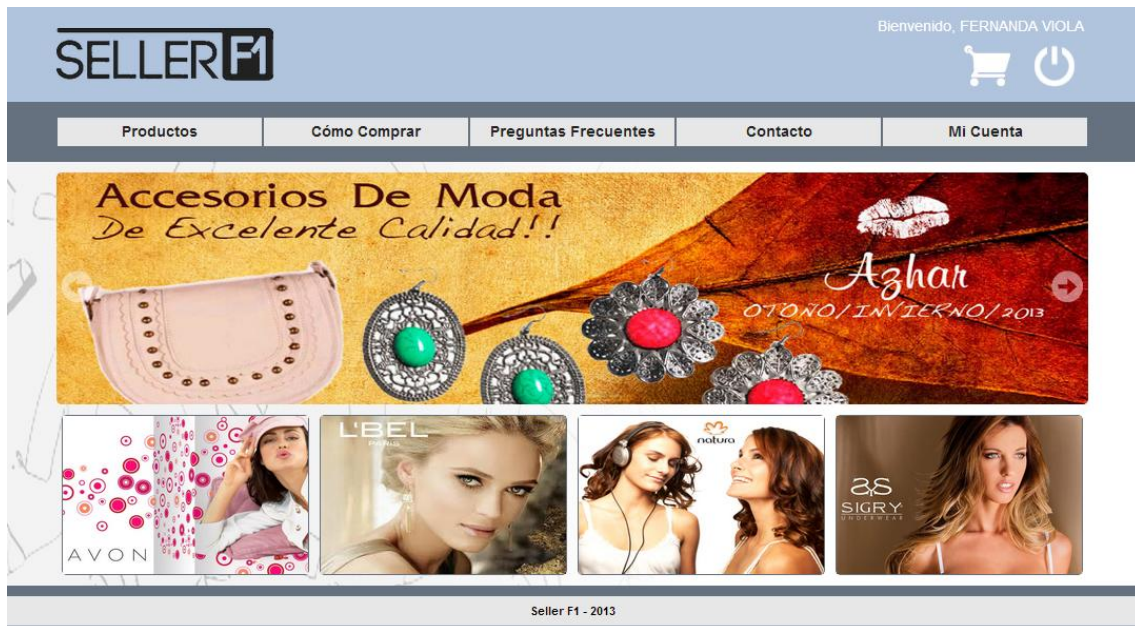 Bienvenido, FERNANDA VIOLA
SELLER F1
Productos
Cómo Comprar
Preguntas Frecuentes
Contacto
Mi Cuenta
Accesorios De Moda
De Excelente Calidad!!
Azhar
OTOÑO/INVIERNO/2013
AVON
L'BEL
PARIS
natura
SIGRY
UNDERWEAR
Seller F1 - 2013